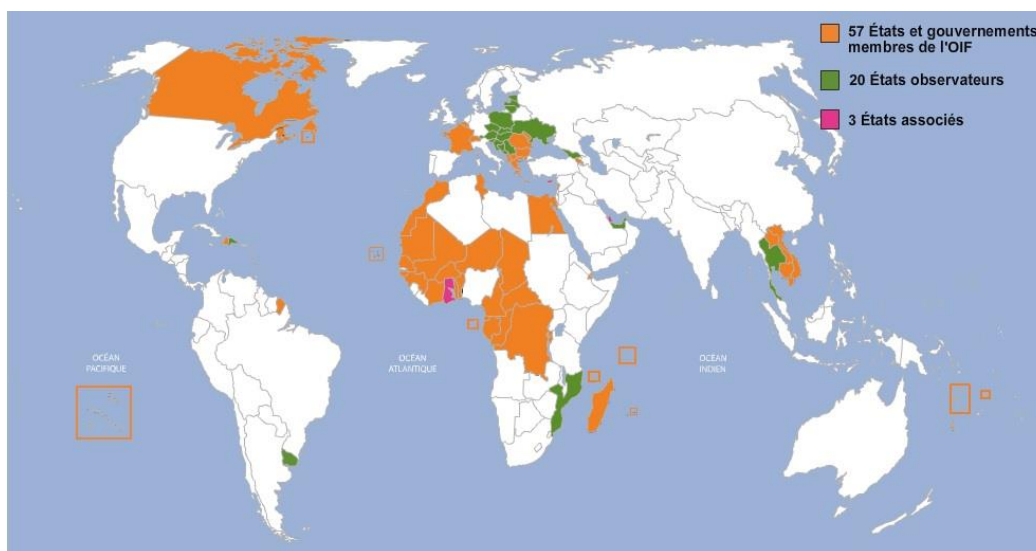 57 États et gouvernements
membres de l'OIF
20 États observateurs
3 États associés
OCÉAN
PACIFIQUE
OCÉAN
ATLANTIQUE
OCÉAN
INDIEN